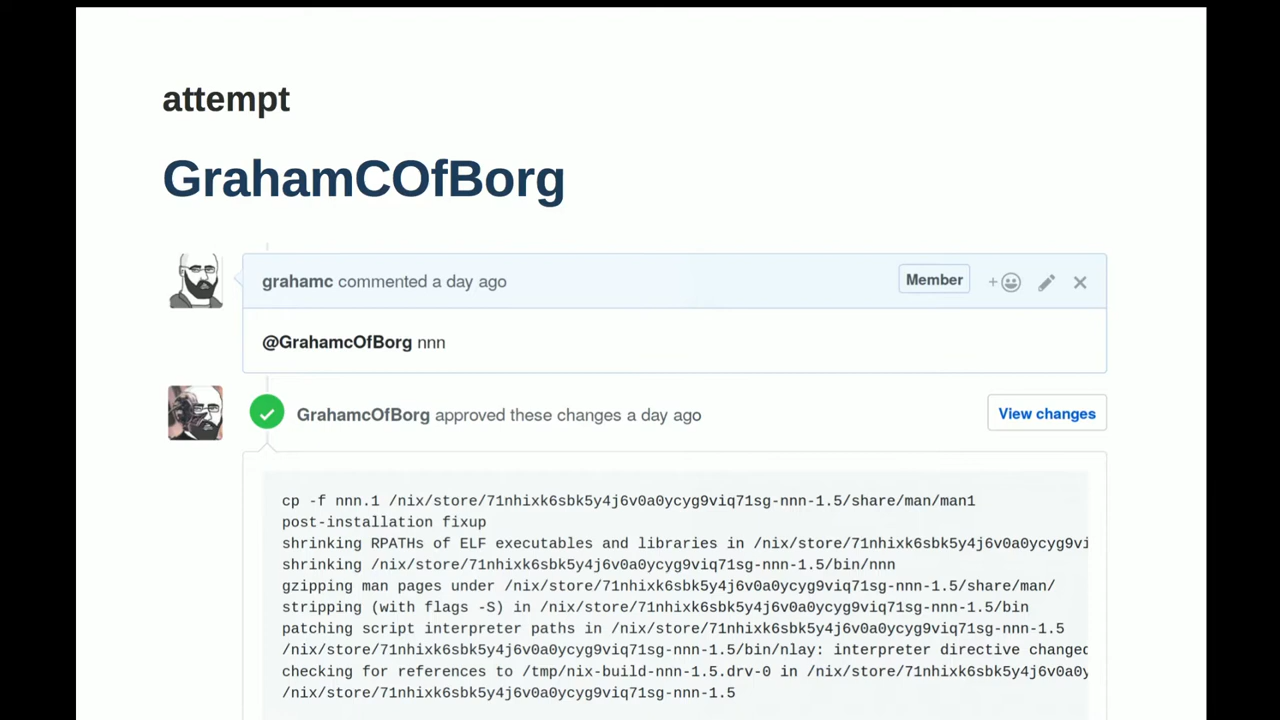 attempt
GrahamCOfBorg
grahamc commented a day ago Member
@GrahamcOfBorg nnn
GrahamcOfBorg approved these changes a day ago View changes
cp -f nnn.1 /nix/store/71nhixk6sbk5y4j6v0a0ycyg9viq71sg-nnn-1.5/share/man/man1
post-installation fixup
shrinking RPATHs of ELF executables and libraries in /nix/store/71nhixk6sbk5y4j6v0a0ycyg9vi
shrinking /nix/store/71nhixk6sbk5y4j6v0a0ycyg9viq71sg-nnn-1.5/bin/nnn
gzipping man pages under /nix/store/71nhixk6sbk5y4j6v0a0ycyg9viq71sg-nnn-1.5/share/man/
stripping (with flags -S) in /nix/store/71nhixk6sbk5y4j6v0a0ycyg9viq71sg-nnn-1.5/bin
patching script interpreter paths in /nix/store/71nhixk6sbk5y4j6v0a0ycyg9viq71sg-nnn-1.5
/nix/store/71nhixk6sbk5y4j6v0a0ycyg9viq71sg-nnn-1.5/bin/nlay: interpreter directive changed
checking for references to /tmp/nix-build-nnn-1.5.drv-0 in /nix/store/71nhixk6sbk5y4j6v0a0y
/nix/store/71nhixk6sbk5y4j6v0a0ycyg9viq71sg-nnn-1.5